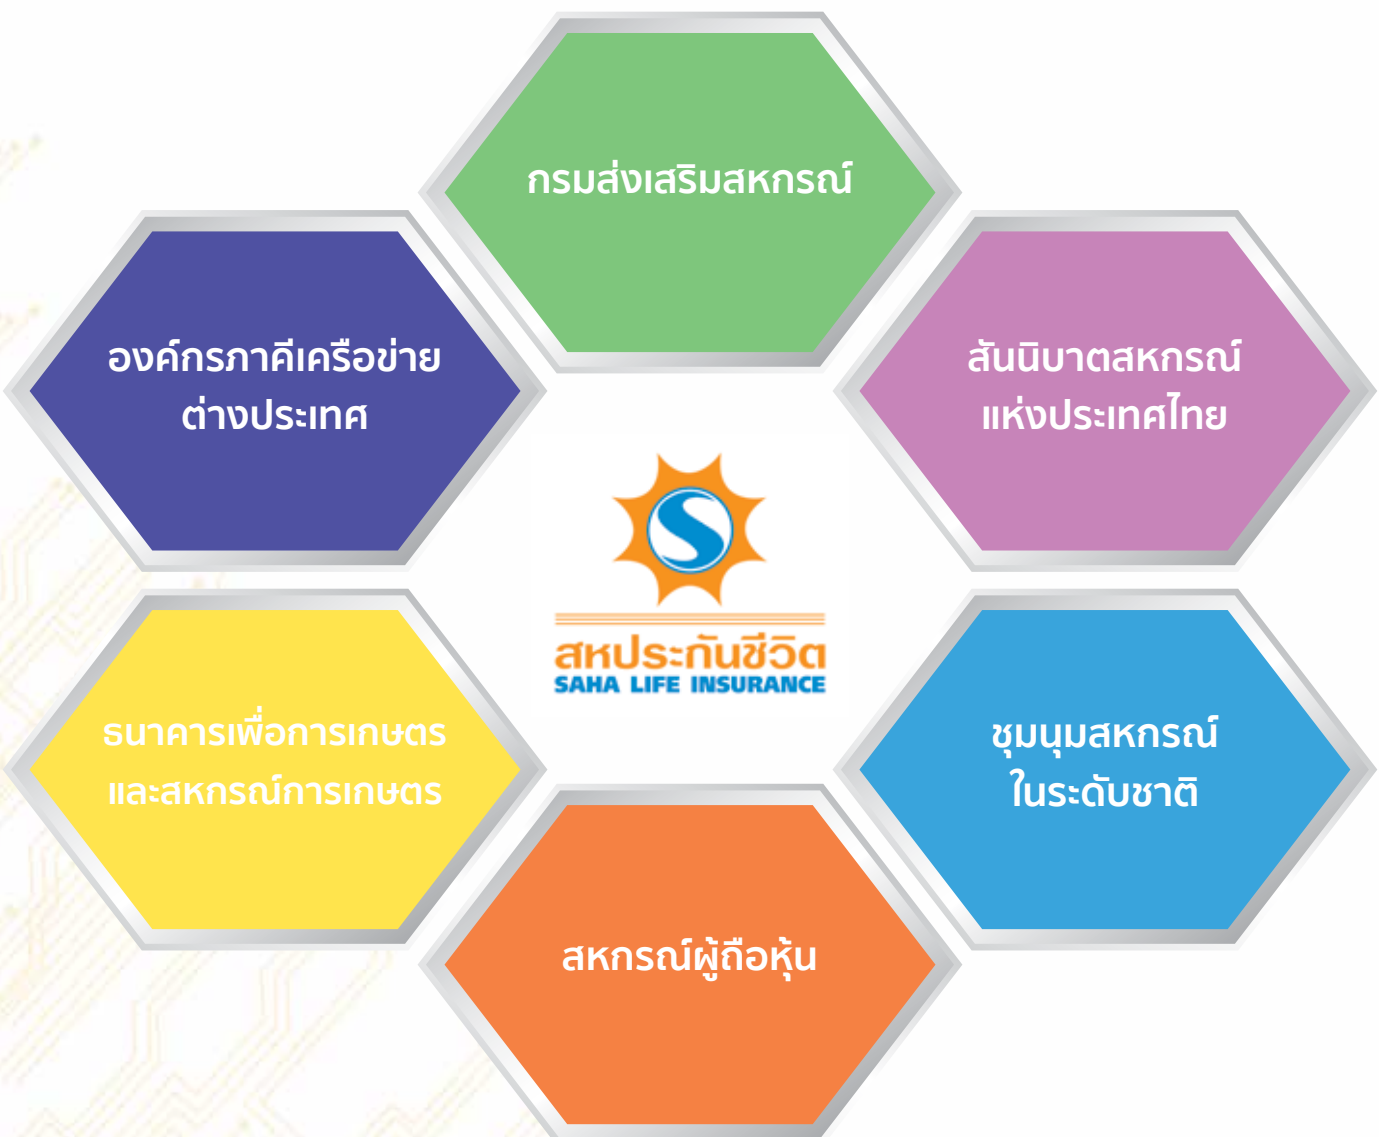 กรมส่งเสริมสหกรณ์
องค์กรภาคีเครือข่าย
ต่างประเทศ
สันนิบาตสหกรณ์
แห่งประเทศไทย
สหประกันชีวิต
SAHA LIFE INSURANCE
ธนาคารเพื่อการเกษตร
และสหกรณ์การเกษตร
ชุมนุมสหกรณ์
ในระดับชาติ
สหกรณ์ผู้ถือหุ้น